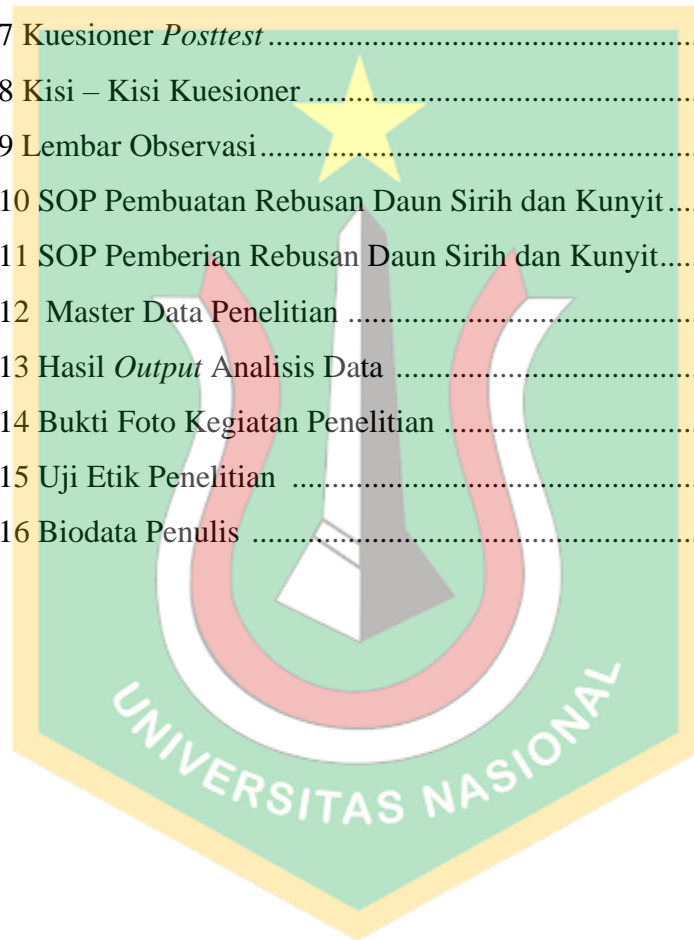 7 Kuesioner Posttest ........................................................
8 Kisi – Kisi Kuesioner ...................................................
9 Lembar Observasi .........................................................
10 SOP Pembuatan Rebusan Daun Sirih dan Kunyit ....
11 SOP Pemberian Rebusan Daun Sirih dan Kunyit.....
12 Master Data Penelitian .............................................
13 Hasil Output Analisis Data .......................................
14 Bukti Foto Kegiatan Penelitian .................................
15 Uji Etik Penelitian ....................................................
16 Biodata Penulis .........................................................
UNIVERSITAS NASIONAL